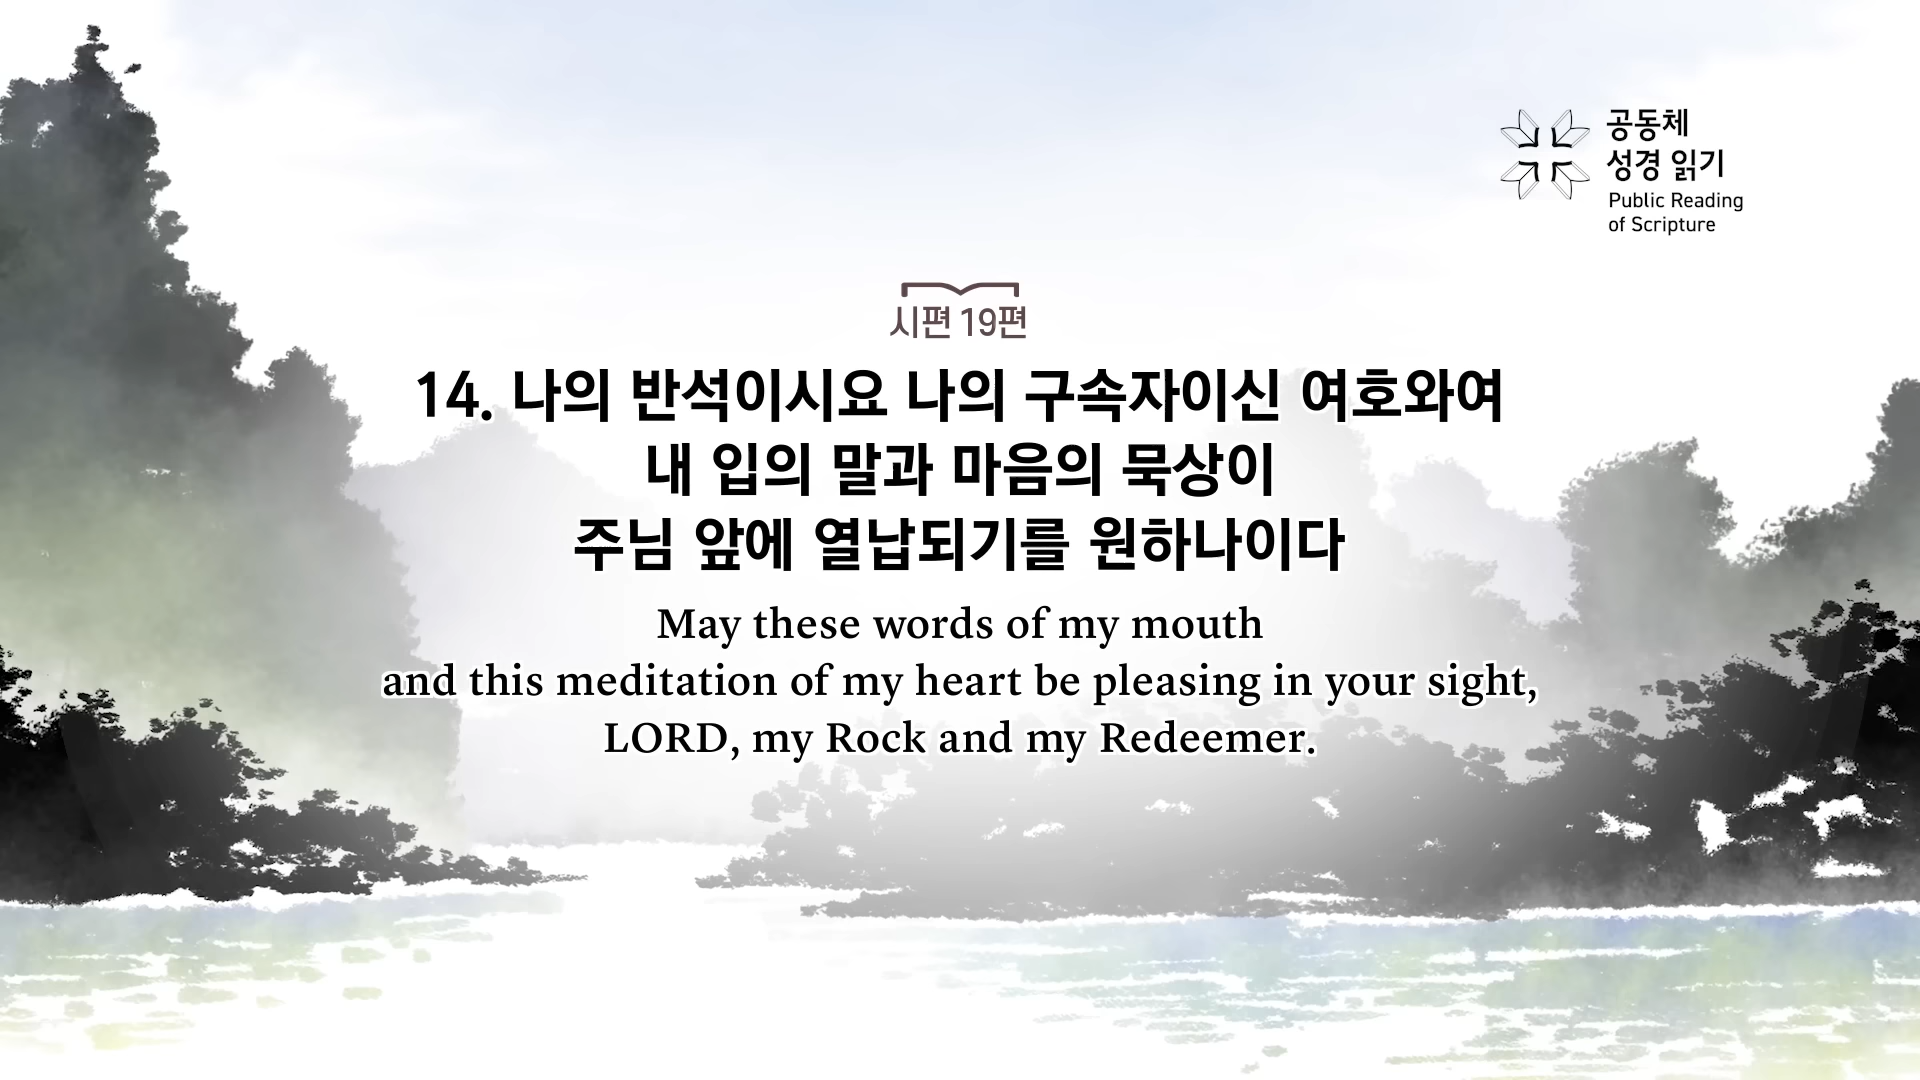 공동체
성경 읽기
Public Reading
of Scripture
시편 19편
14. 나의 반석이시요 나의 구속자이신 여호와여
내 입의 말과 마음의 묵상이
주님 앞에 열납되기를 원하나이다
May these words of my mouth
and this meditation of my heart be pleasing in your sight,
LORD, my Rock and my Redeemer.